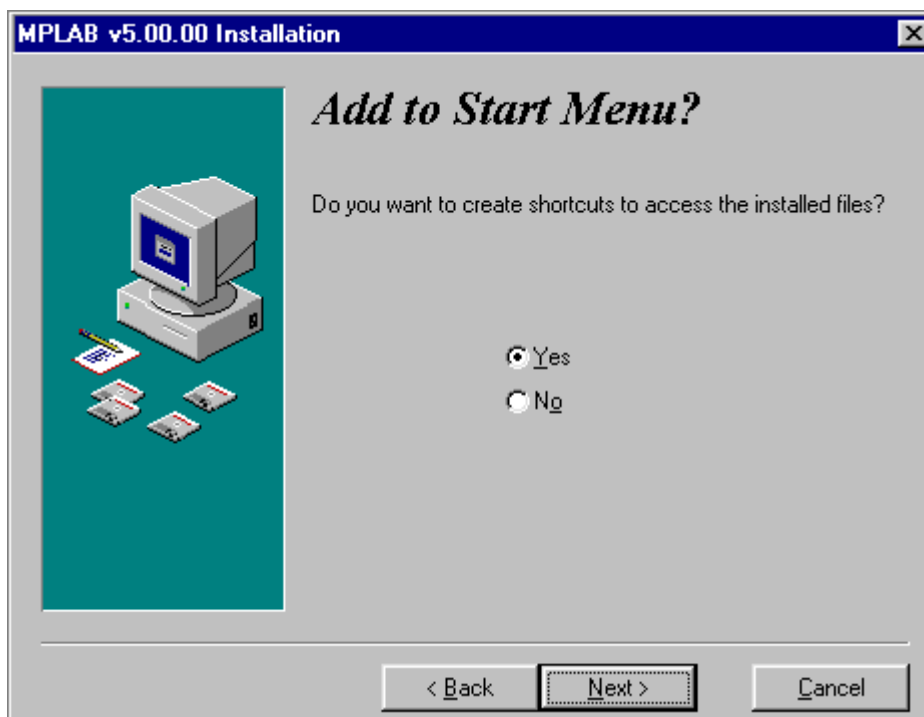 MPLAB v5.00.00 Installation
Add to Start Menu?
Do you want to create shortcuts to access the installed files?
Yes
No
< Back
Next >
Cancel